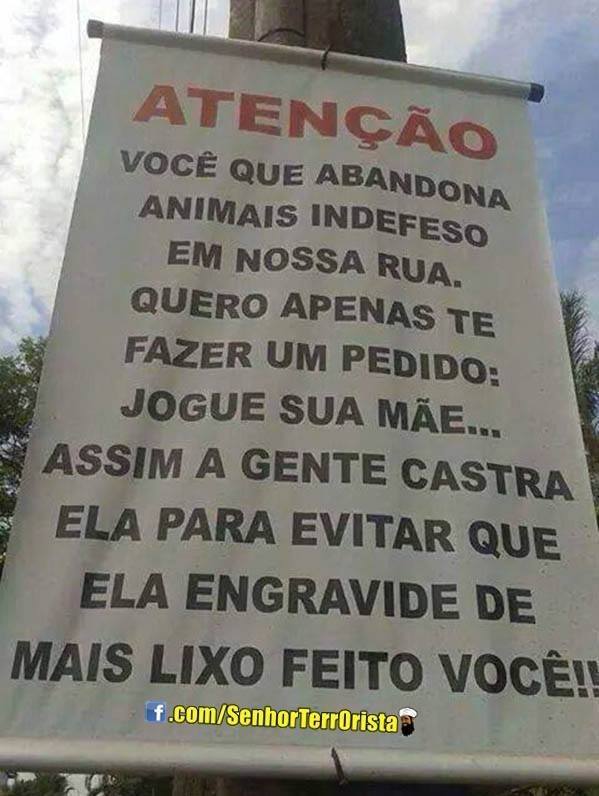 ATENÇÃO
VOCÊ QUE ABANDONA
ANIMAIS INDEFESO
EM NOSSA RUA.
QUERO APENAS TE
FAZER UM PEDIDO:
JOGUE SUA MÃE...
ASSIM A GENTE CASTRA
ELA PARA EVITAR QUE
ELA ENGRAVIDE DE
MAIS LIXO FEITO VOCÊ!!
f.com/SenhorTerr0rista